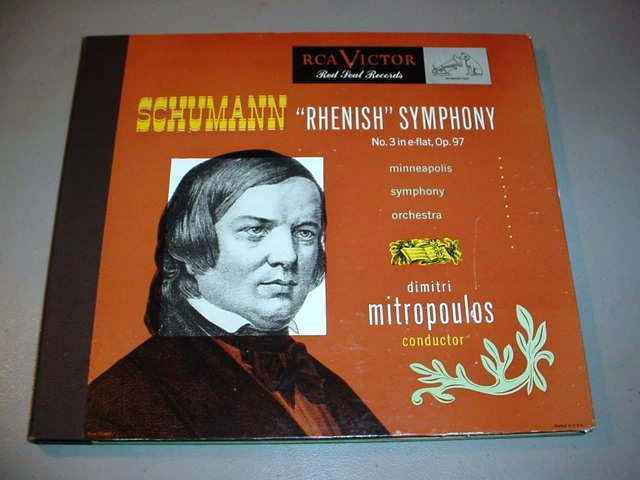 RCA VICTOR
Red Seal Records
SCHUMANN "RHENISH" SYMPHONY
No. 3 in e-flat, Op. 97
minneapolis
symphony
orchestra
dimitri
mitropoulos
conductor